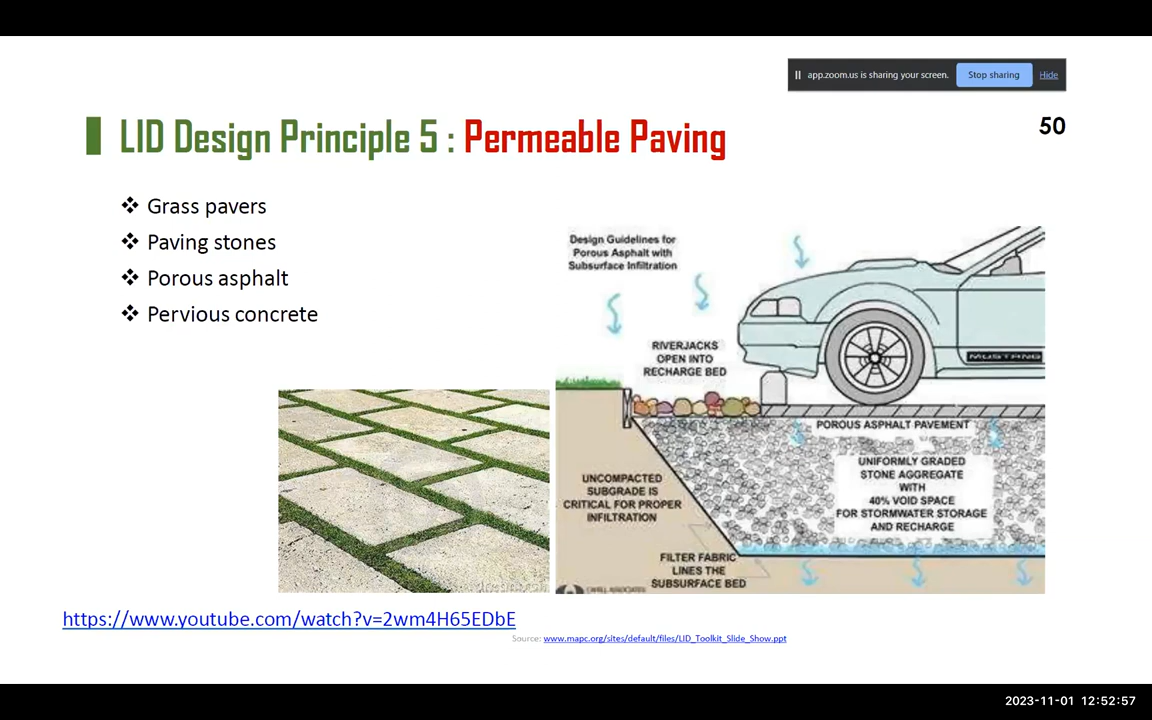 app.zoom.us is sharing your screen. Stop sharing Hide
LID Design Principle 5 : Permeable Paving
50
❖ Grass pavers
❖ Paving stones
❖ Porous asphalt
❖ Pervious concrete
Design Guidelines for
Porous Asphalt with
Subsurface Infiltration
RIVERJACKS
OPEN INTO
RECHARGE BED
MUSTANG
POROUS ASPHALT PAVEMENT
UNIFORMLY GRADED
STONE AGGREGATE
WITH
40% VOID SPACE
FOR STORMWATER STORAGE
AND RECHARGE
UNCOMPACTED
SUBGRADE IS
CRITICAL FOR PROPER
INFILTRATION
FILTER FABRIC
LINES THE
SUBSURFACE BED
CAHILL ASSOCIATES
https://www.youtube.com/watch?v=2wm4H65EDbE
Source: www.mapc.org/sites/default/files/LID_Toolkit_Slide_Show.ppt
2023-11-01 12:52:57